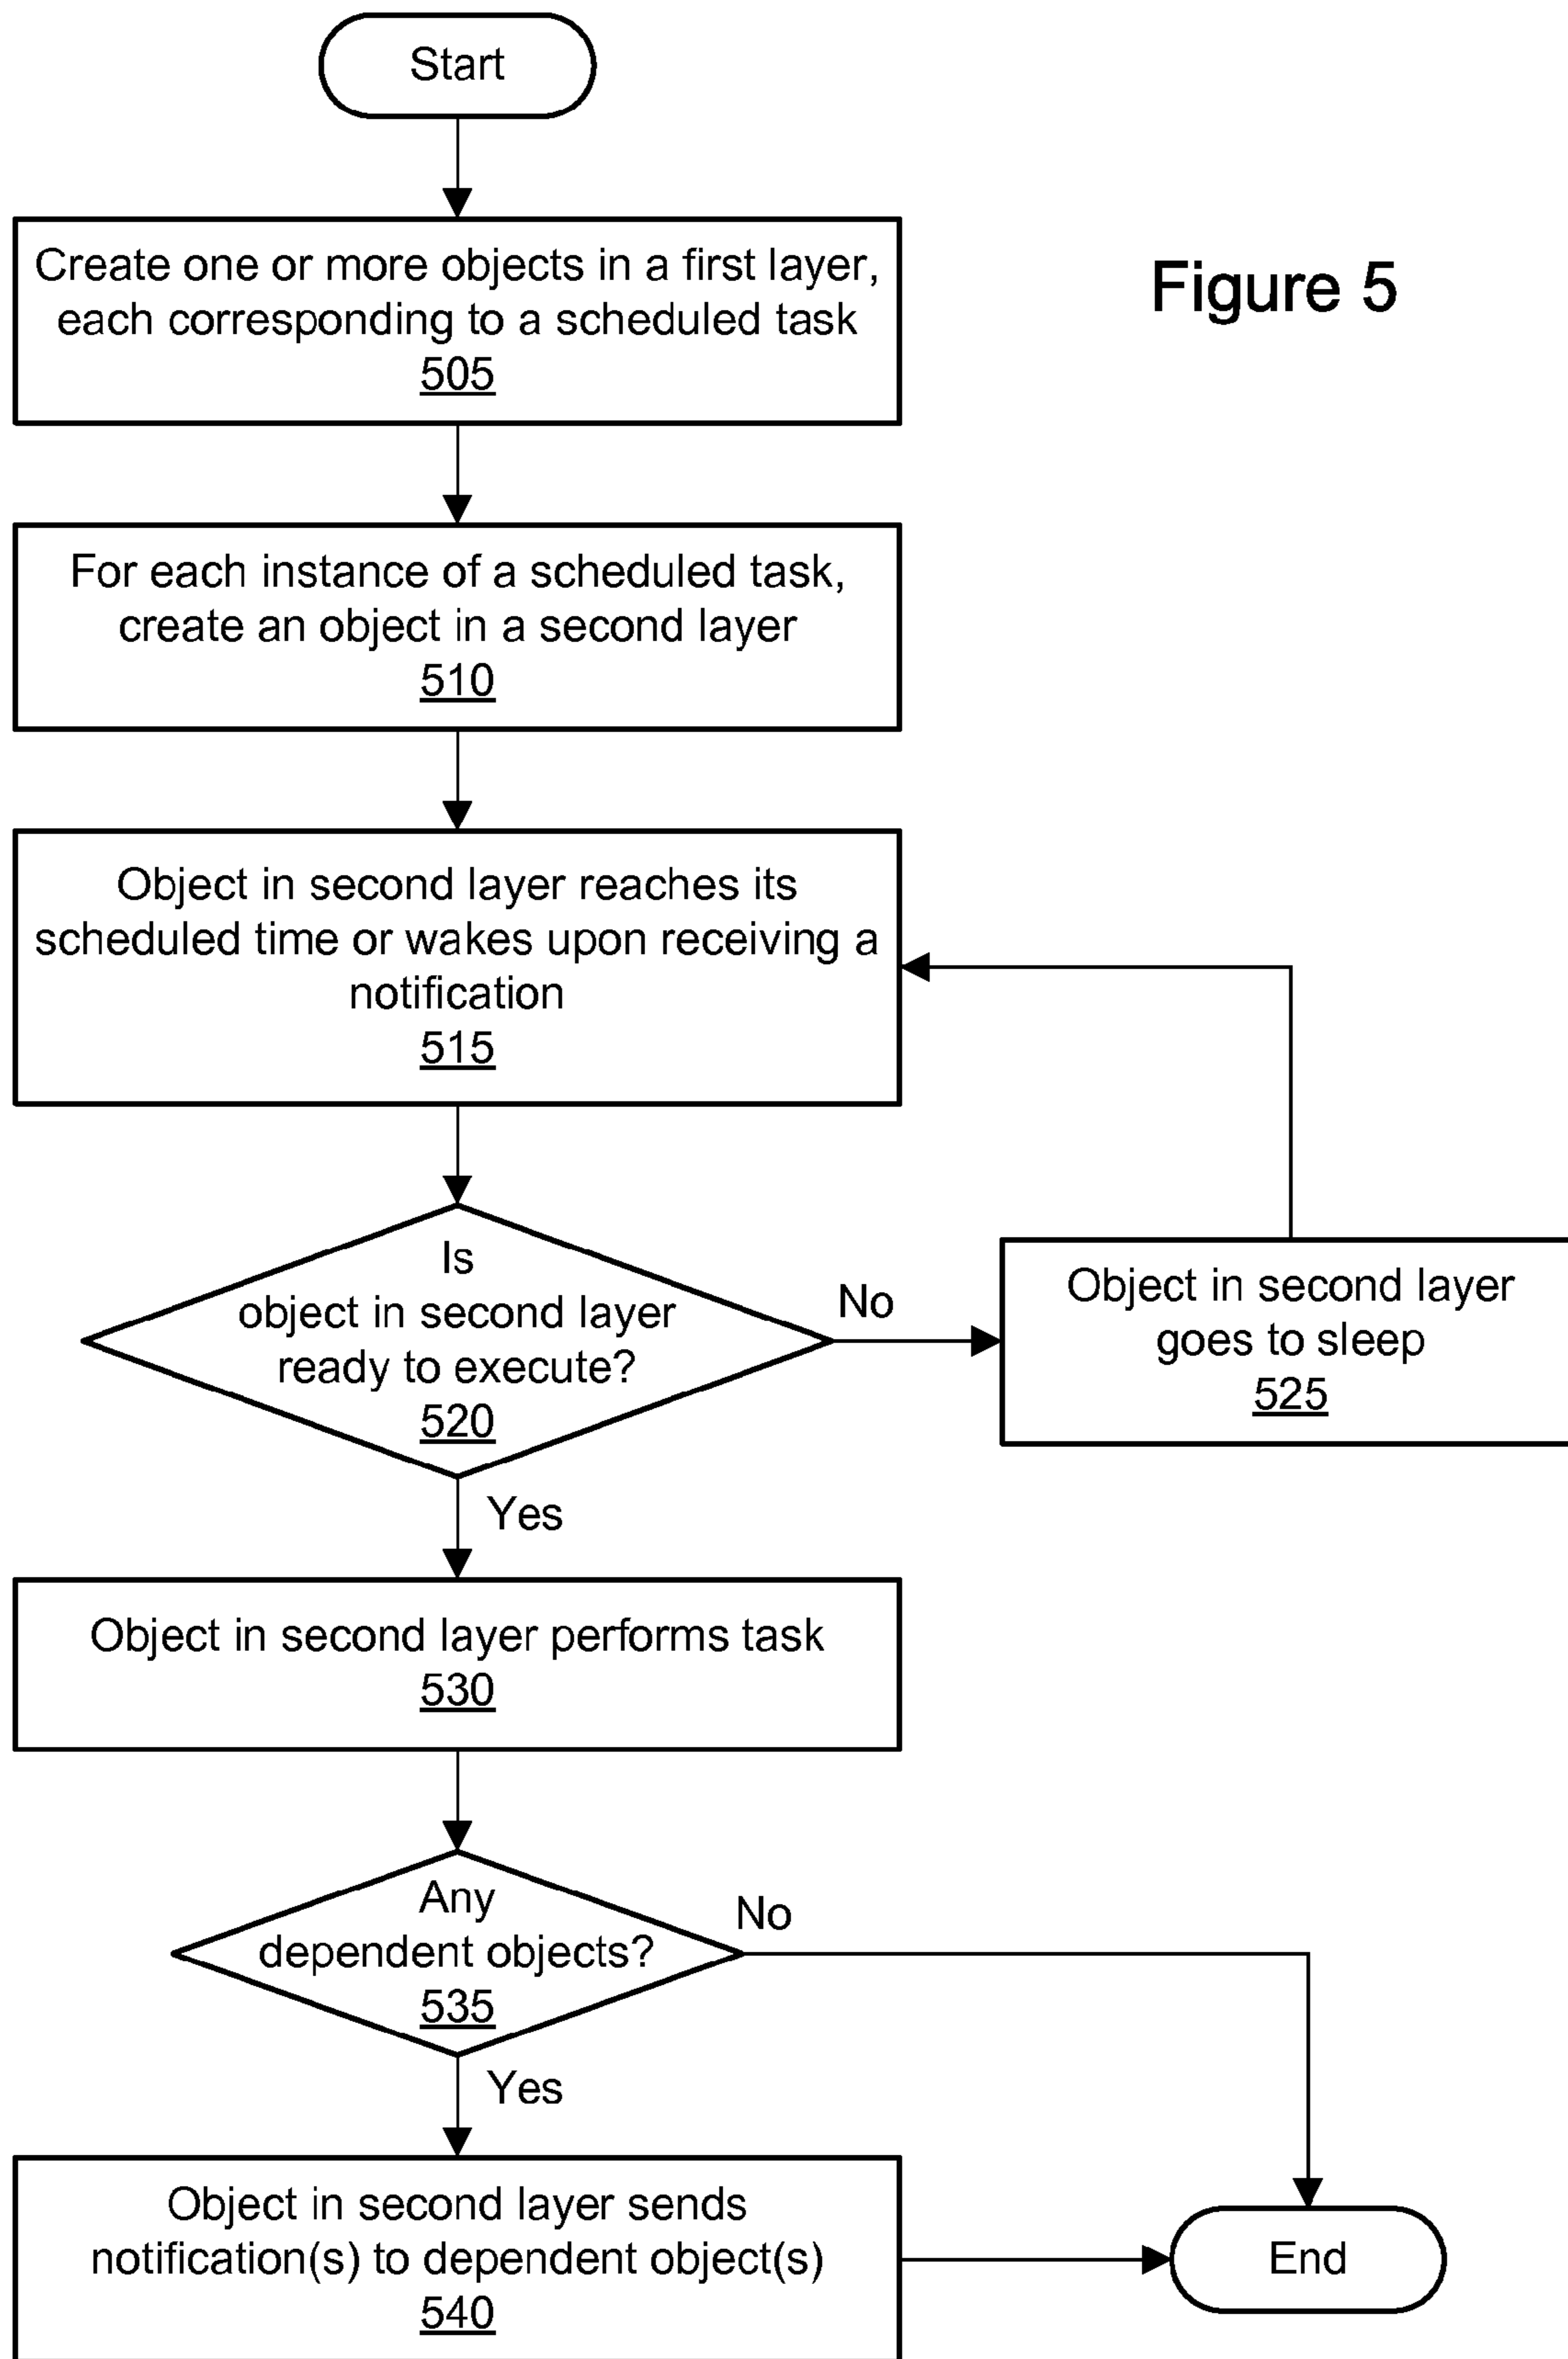 Start
Figure 5
Create one or more objects in a first layer,
each corresponding to a scheduled task
505
For each instance of a scheduled task,
create an object in a second layer
510
Object in second layer reaches its
scheduled time or wakes upon receiving a
notification
515
Is
object in second layer
ready to execute?
520
No
Object in second layer
goes to sleep
525
Yes
Object in second layer performs task
530
Any
dependent objects?
535
No
Yes
Object in second layer sends
notification(s) to dependent object(s)
540
End